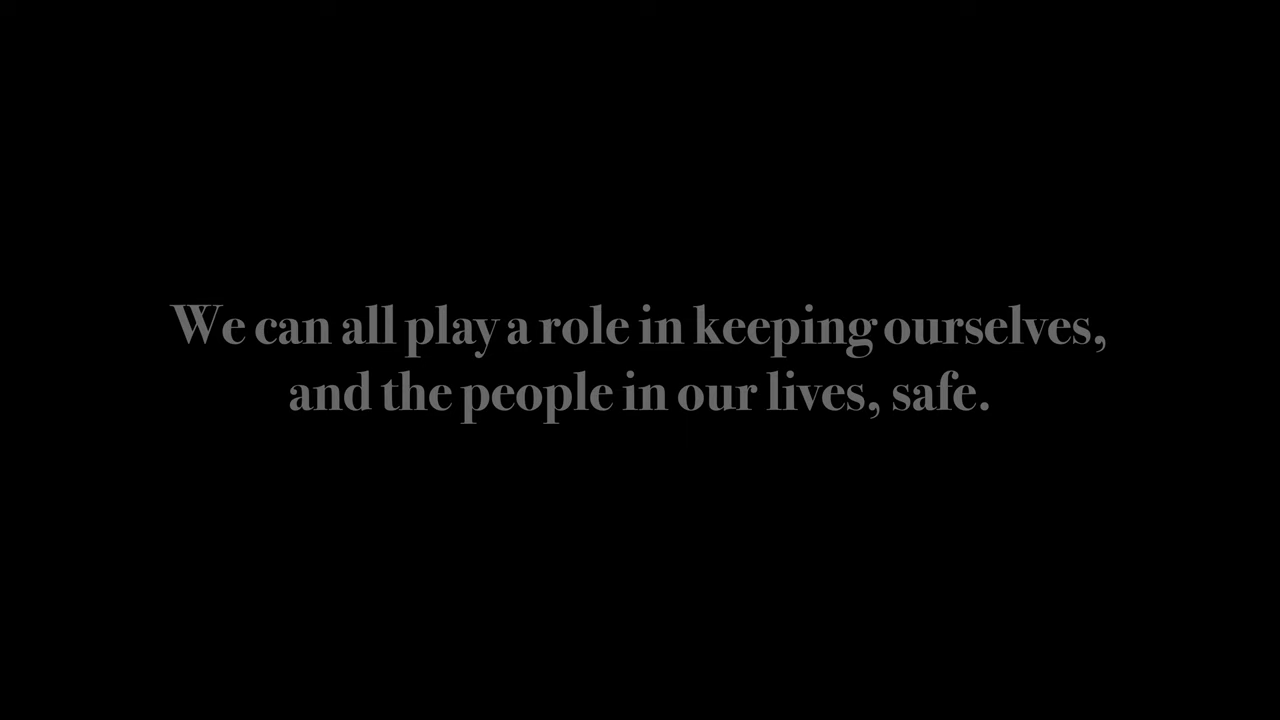 We can all play a role in keeping ourselves,
and the people in our lives, safe.